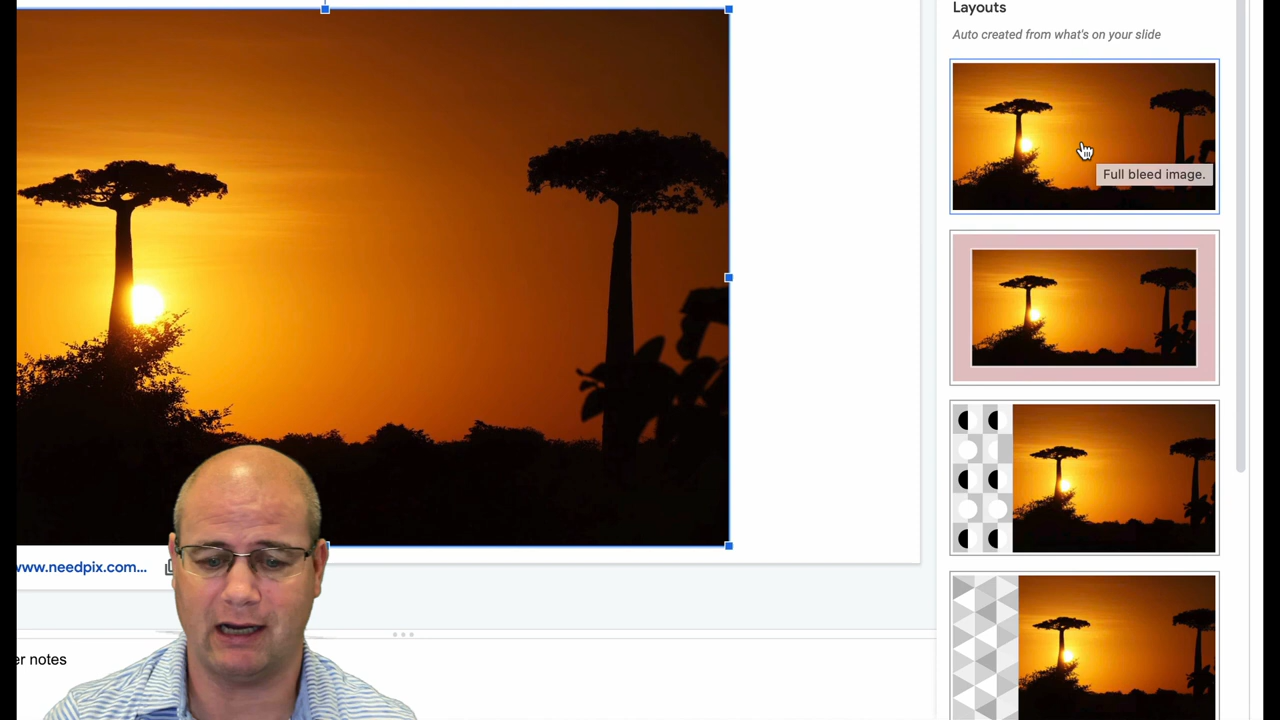 Layouts
Auto created from what's on your slide
Full bleed image.
www.needpix.com...
er notes